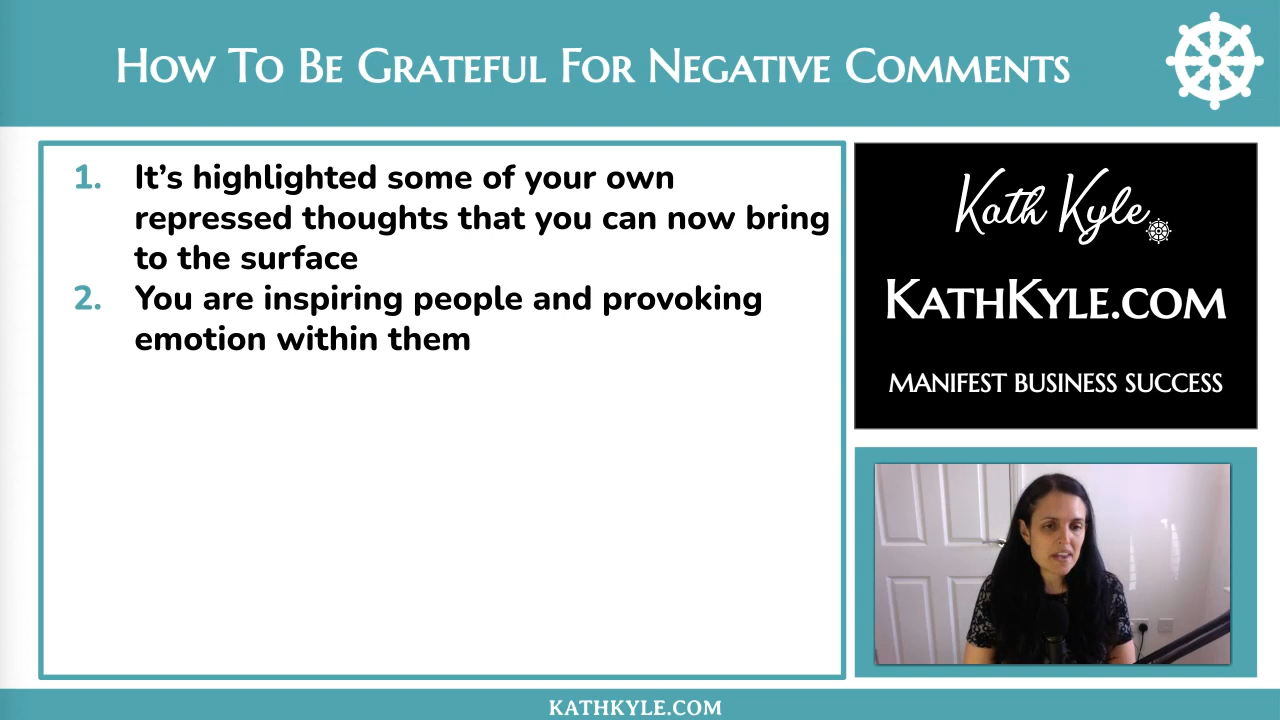 How To Be Grateful For Negative Comments
1. It’s highlighted some of your own
repressed thoughts that you can now bring
to the surface
2. You are inspiring people and provoking
emotion within them
Kath Kyle
KathKyle.com
MANIFEST BUSINESS SUCCESS
KATHKYLE.COM